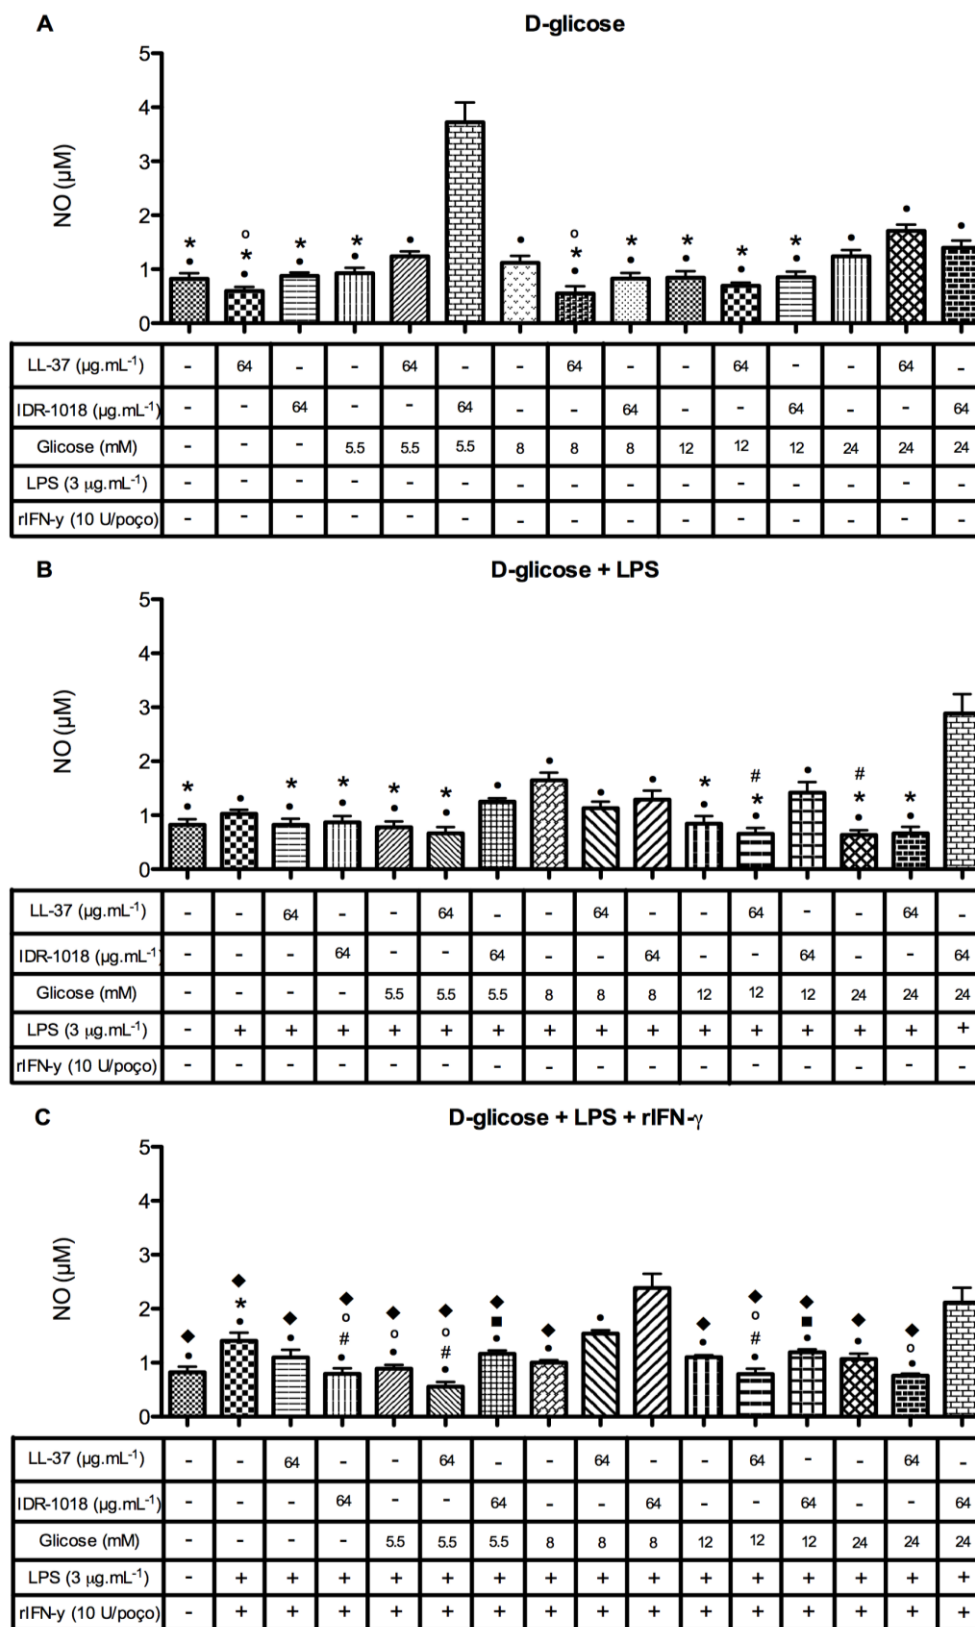 A
D-glicose
5
4
3
2
1
0
NO (µM)
* • ° * • * • * • • • ° * • * • * • * • * • • • •
LL-37 (µg.mL-1) - 64 - - 64 - - 64 - - 64 - - 64 -
IDR-1018 (µg.mL-1) - - 64 - - 64 - - 64 - - 64 - - 64
Glicose (mM) - - - 5.5 5.5 5.5 8 8 8 12 12 12 24 24 24
LPS (3 µg.mL-1) - - - - - - - - - - - - - - -
rIFN-y (10 U/poço) - - - - - - - - - - - - - - -
B
D-glicose + LPS
5
4
3
2
1
0
NO (µM)
* • • * • * • * • * • • • • • * • # * • • # * • * •
LL-37 (µg.mL-1) - - 64 - - 64 - - 64 - - 64 - - 64 -
IDR-1018 (µg.mL-1) - - - 64 - - 64 - - 64 - - 64 - - 64
Glicose (mM) - - - - 5.5 5.5 5.5 8 8 8 12 12 12 24 24 24
LPS (3 µg.mL-1) - + + + + + + + + + + + + + + +
rIFN-y (10 U/poço) - - - - - - - - - - - - - - - -
C
D-glicose + LPS + rIFN-γ
5
4
3
2
1
0
NO (µM)
◆ • ◆ * • ◆ • ◆ ° # • ◆ ° • ◆ ° # • ◆ ■ • ◆ • • ◆ • ◆ ° # • ◆ ■ • ◆ • ◆ ° •
LL-37 (µg.mL-1) - - 64 - - 64 - - 64 - - 64 - - 64 -
IDR-1018 (µg.mL-1) - - - 64 - - 64 - - 64 - - 64 - - 64
Glicose (mM) - - - - 5.5 5.5 5.5 8 8 8 12 12 12 24 24 24
LPS (3 µg.mL-1) - + + + + + + + + + + + + + + +
rIFN-y (10 U/poço) - + + + + + + + + + + + + + + +